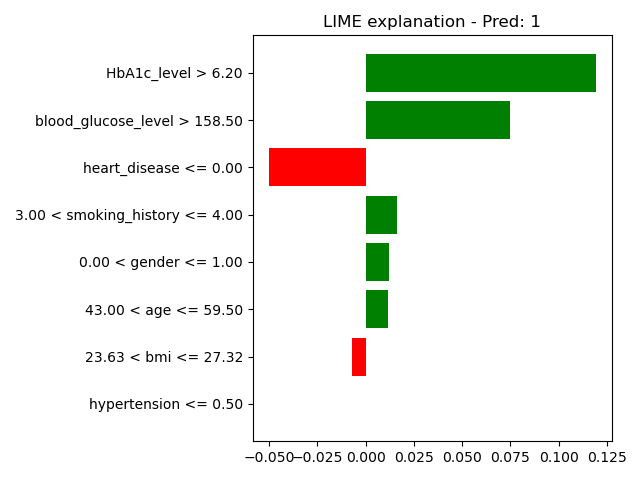 LIME explanation - Pred: 1
HbA1c_level > 6.20
blood_glucose_level > 158.50
heart_disease <= 0.00
3.00 < smoking_history <= 4.00
0.00 < gender <= 1.00
43.00 < age <= 59.50
23.63 < bmi <= 27.32
hypertension <= 0.50
−0.050 −0.025 0.000 0.025 0.050 0.075 0.100 0.125